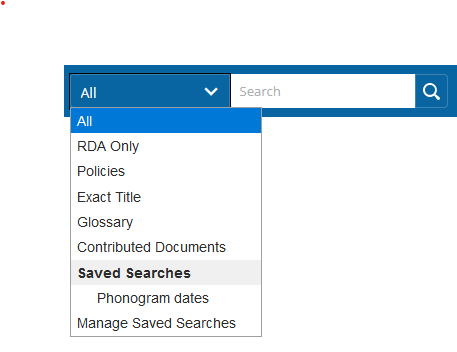 All
Search
All
RDA Only
Policies
Exact Title
Glossary
Contributed Documents
Saved Searches
Phonogram dates
Manage Saved Searches